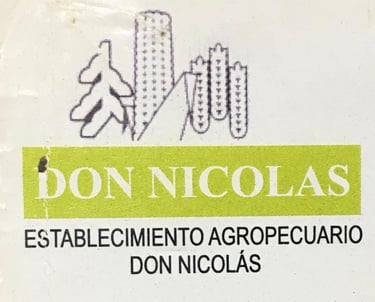 DON NICOLAS
ESTABLECIMIENTO AGROPECUARIO
DON NICOLÁS